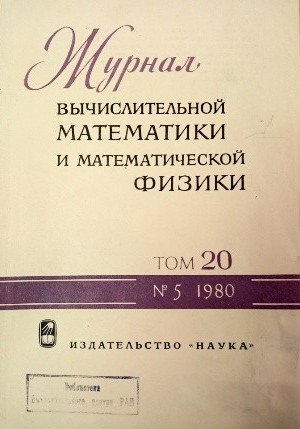 Журнал
ВЫЧИСЛИТЕЛЬНОЙ
МАТЕМАТИКИ
И МАТЕМАТИЧЕСКОЙ
ФИЗИКИ
ТОМ 20
№ 5 1980
ИЗДАТЕЛЬСТВО «НАУКА»
Библиотека